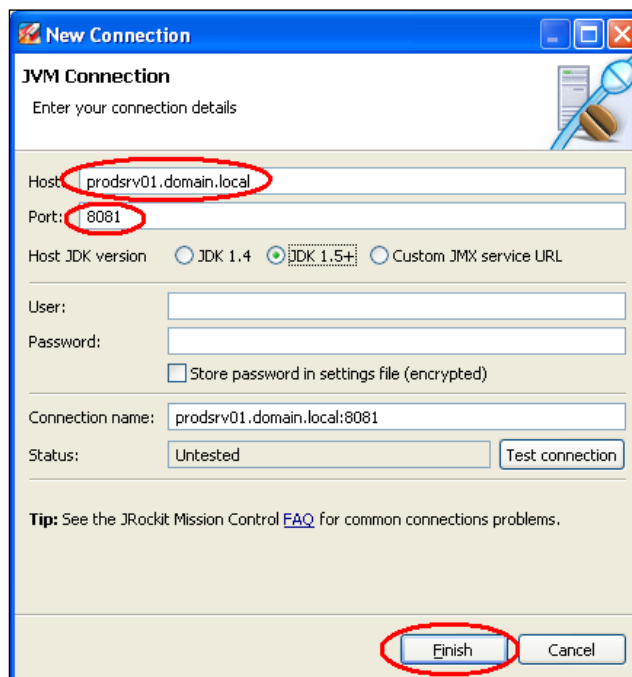 New Connection
JVM Connection
Enter your connection details
Host: prodsrv01.domain.local
Port: 8081
Host JDK version JDK 1.4 JDK 1.5+ Custom JMX service URL
User:
Password:
Store password in settings file (encrypted)
Connection name: prodsrv01.domain.local:8081
Status: Untested Test connection
Tip: See the JRockit Mission Control FAQ for common connections problems.
Finish Cancel